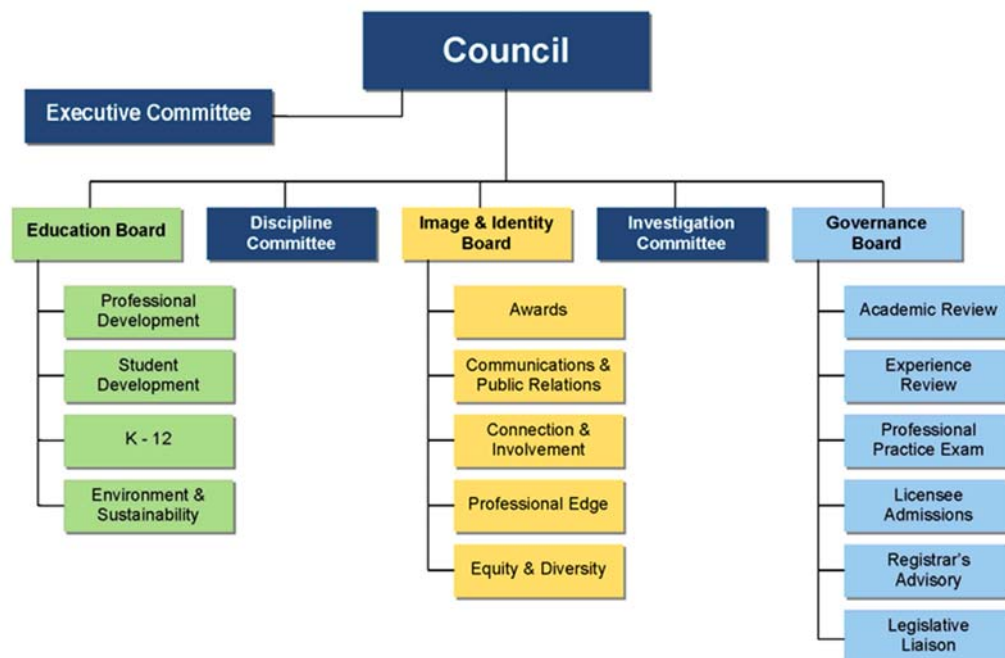 Council
Executive Committee
Education Board
Discipline
Committee
Image & Identity
Board
Investigation
Committee
Governance
Board
Professional
Development
Student
Development
K - 12
Environment &
Sustainability
Awards
Communications &
Public Relations
Connection &
Involvement
Professional Edge
Equity & Diversity
Academic Review
Experience
Review
Professional
Practice Exam
Licensee
Admissions
Registrar's
Advisory
Legislative
Liaison